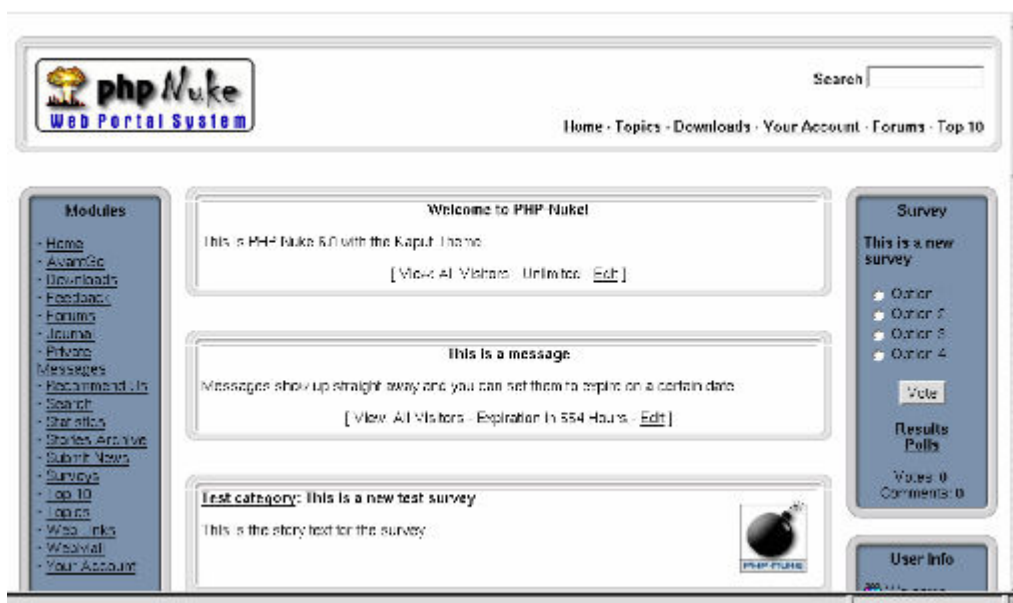 php Nuke
Web Portal System
Search
Home · Topics · Downloads · Your Account · Forums · Top 10
Modules
· Home
· AvantGo
· Downloads
· Feedback
· Forums
· Journal
· Private
Messages
· Recommend Us
· Search
· Statistics
· Stories Archive
· Submit News
· Surveys
· Top 10
· Topics
· Web Links
· WebMail
· Your Account
Welcome to PHP-Nuke!
This is PHP-Nuke 6.0 with the Kaput Theme
[ View: All Visitors - Unlimited - Edit ]
This is a message
Messages show up straight away and you can set them to expire on a certain date
[ View: All Visitors - Expiration in 554 Hours - Edit ]
Test category: This is a new test survey
This is the story text for the survey
PHP-NUKE
Survey
This is a new
survey
Option
Option 2
Option 3
Option 4
Vote
Results
Polls
Votes: 0
Comments: 0
User Info